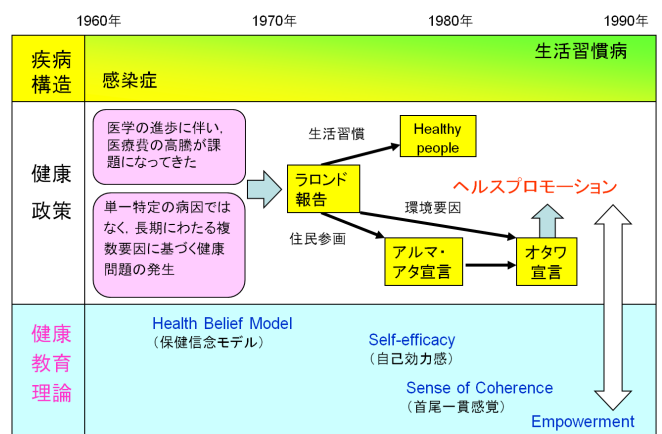 1960年
1970年
1980年
1990年
疾病
構造
感染症
生活習慣病
健康
政策
医学の進歩に伴い,
医療費の高騰が課
題になってきた
単一特定の病因では
なく,長期にわたる複
数要因に基づく健康
問題の発生
生活習慣
Healthy
people
ラロンド
報告
環境要因
住民参画
アルマ・
アタ宣言
オタワ
宣言
ヘルスプロモーション
健康
教育
理論
Health Belief Model
(保健信念モデル)
Self-efficacy
(自己効力感)
Sense of Coherence
(首尾一貫感覚)
Empowerment